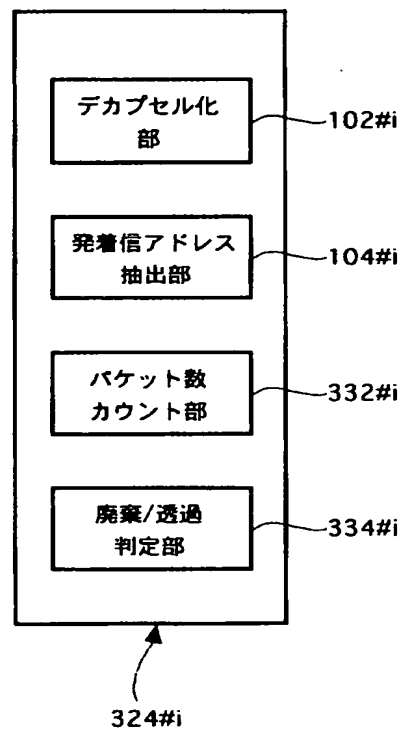 デカプセル化
部
102#i
発着信アドレス
抽出部
104#i
パケット数
カウント部
332#i
廃棄/透過
判定部
334#i
324#i